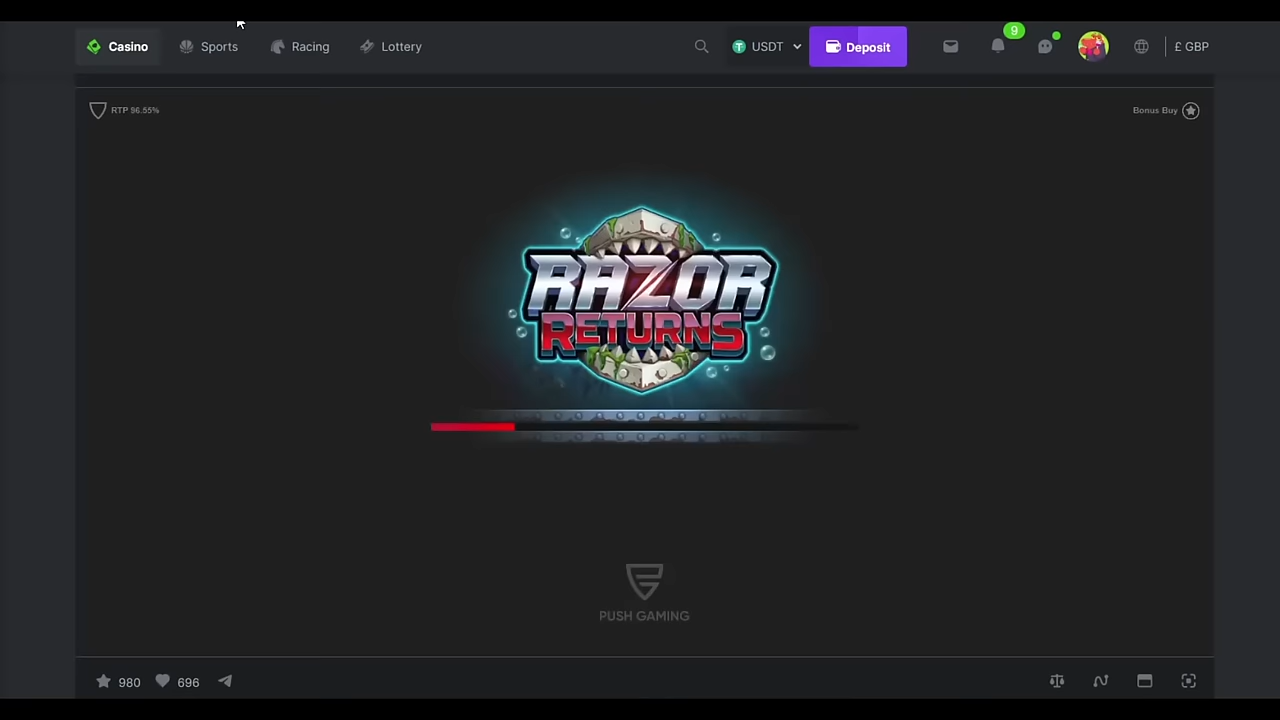 Casino
Sports
Racing
Lottery
USDT
Deposit
9
£ GBP
RTP 96.55%
Bonus Buy
RAZOR
RETURNS
PUSH GAMING
980
696